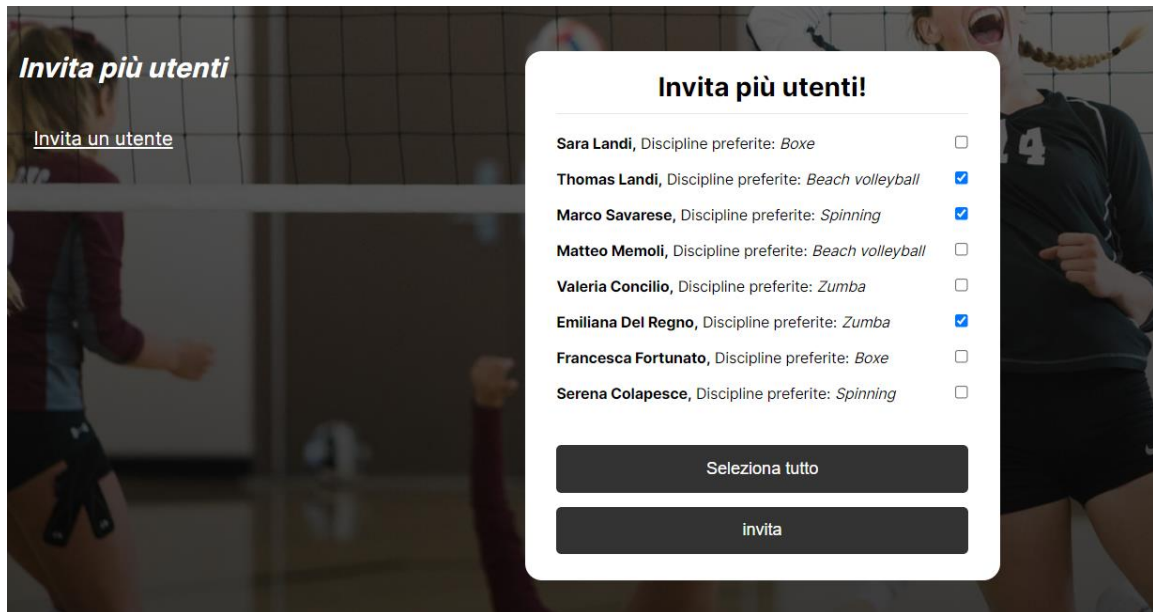 Invita più utenti
Invita un utente
Invita più utenti!
Sara Landi, Discipline preferite: Boxe
Thomas Landi, Discipline preferite: Beach volleyball
Marco Savarese, Discipline preferite: Spinning
Matteo Memoli, Discipline preferite: Beach volleyball
Valeria Concilio, Discipline preferite: Zumba
Emiliana Del Regno, Discipline preferite: Zumba
Francesca Fortunato, Discipline preferite: Boxe
Serena Colapesce, Discipline preferite: Spinning
Seleziona tutto
invita